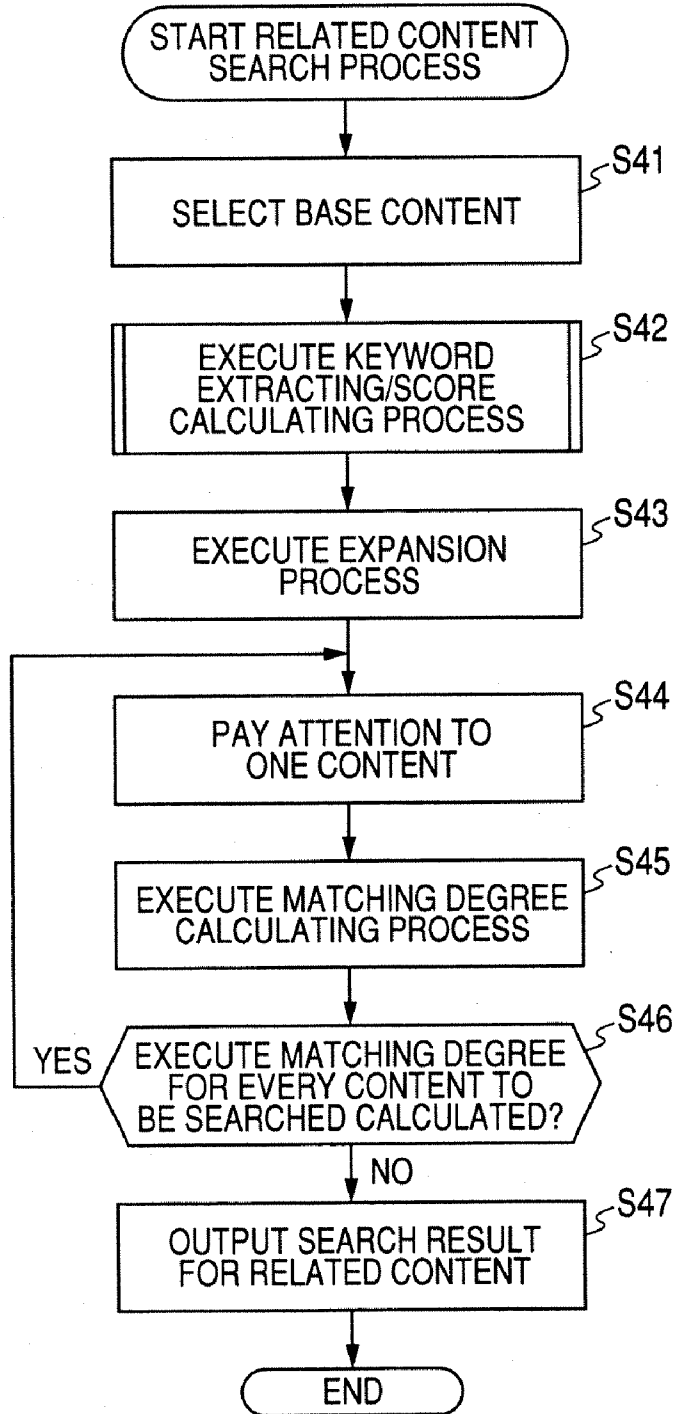 START RELATED CONTENT
SEARCH PROCESS
S41
SELECT BASE CONTENT
S42
EXECUTE KEYWORD
EXTRACTING/SCORE
CALCULATING PROCESS
S43
EXECUTE EXPANSION
PROCESS
S44
PAY ATTENTION TO
ONE CONTENT
S45
EXECUTE MATCHING DEGREE
CALCULATING PROCESS
S46
YES
EXECUTE MATCHING DEGREE
FOR EVERY CONTENT TO
BE SEARCHED CALCULATED?
NO
S47
OUTPUT SEARCH RESULT
FOR RELATED CONTENT
END